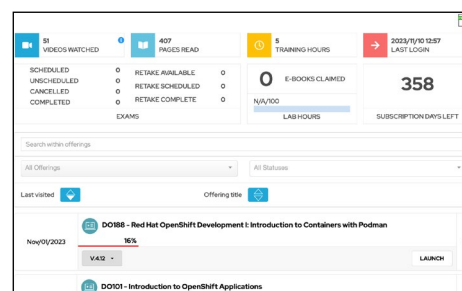 51
VIDEOS WATCHED
407
PAGES READ
5
TRAINING HOURS
2023/11/10 12:57
LAST LOGIN
SCHEDULED 0
UNSCHEDULED 0
CANCELLED 0
COMPLETED 0
RETAKE AVAILABLE 0
RETAKE SCHEDULED 0
RETAKE COMPLETE 0
EXAMS
0 E-BOOKS CLAIMED
N/A/100
LAB HOURS
358
SUBSCRIPTION DAYS LEFT
Search within offerings
All Offerings
All Statuses
Last visited
Offering title
Nov/01/2023
DO188 - Red Hat OpenShift Development I: Introduction to Containers with Podman
16%
V.4.12
LAUNCH
DO101 - Introduction to OpenShift Applications